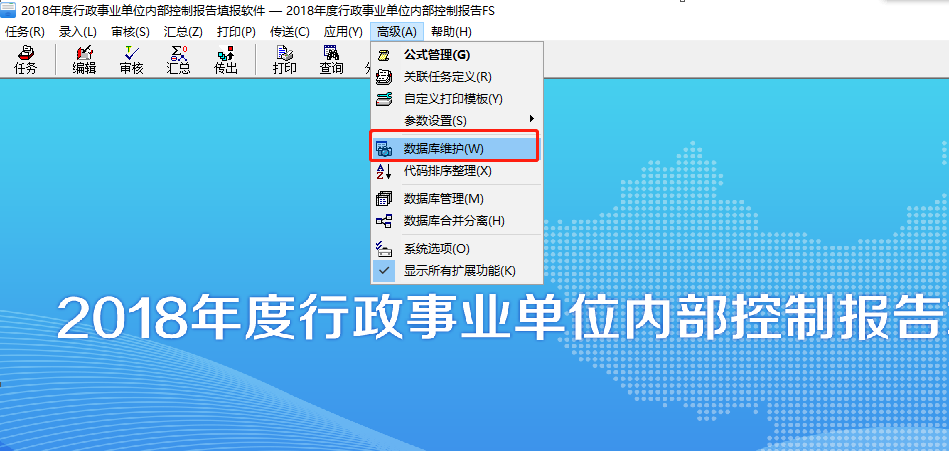 2018年度行政事业单位内部控制报告填报软件 — 2018年度行政事业单位内部控制报告FS
任务(R) 录入(L) 审核(S) 汇总(Z) 打印(P) 传送(C) 应用(Y) 高级(A) 帮助(H)
任务 编辑 审核 汇总 传出 打印 查询
公式管理(G)
关联任务定义(R)
自定义打印模板(Y)
参数设置(S)
数据库维护(W)
代码排序整理(X)
数据库管理(M)
数据库合并分离(H)
系统选项(O)
显示所有扩展功能(K)
2018年度行政事业单位内部控制报告